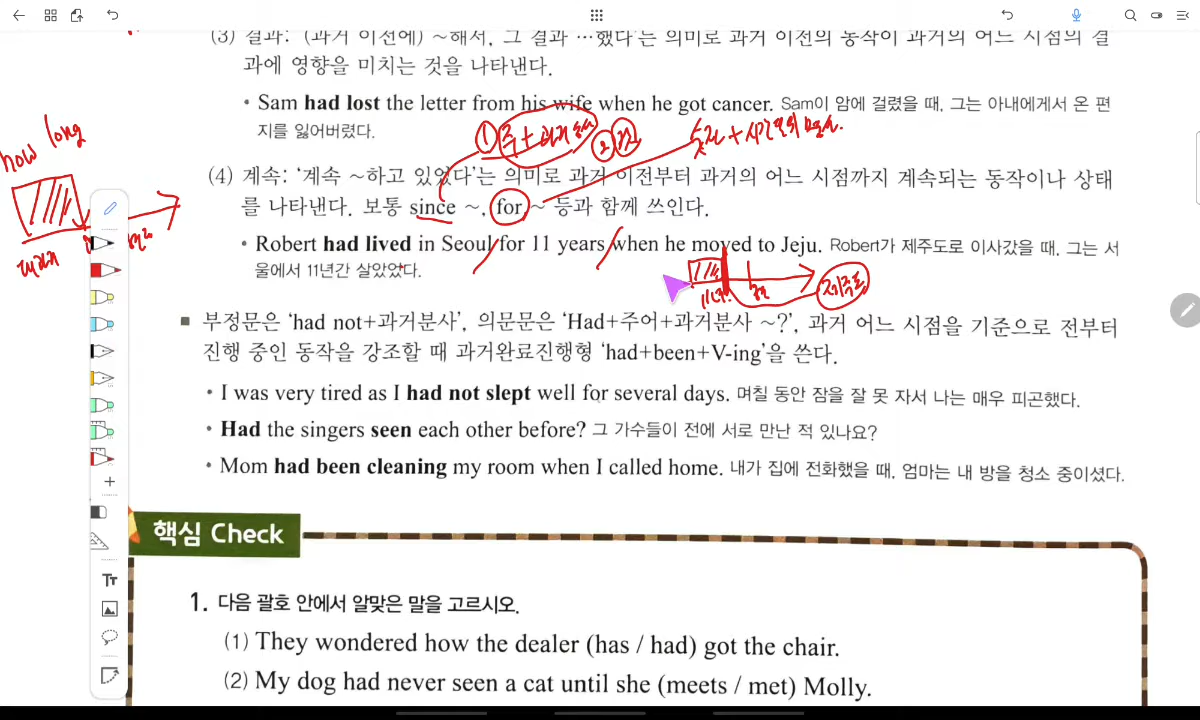 (3) 결과: (과거 이전에) ~해서, 그 결과 …했다'는 의미로 과거 이전의 동작이 과거의 어느 시점의 결
과에 영향을 미치는 것을 나타낸다.
• Sam had lost the letter from his wife when he got cancer. Sam이 암에 걸렸을 때, 그는 아내에게서 온 편
지를 잃어버렸다.
how long
① 주+과거
②
(4) 계속: '계속 ~하고 있었다'는 의미로 과거 이전부터 과거의 어느 시점까지 계속되는 동작이나 상태
를 나타낸다. 보통 since ~, for ~ 등과 함께 쓰인다.
• Robert had lived in Seoul for 11 years when he moved to Jeju. Robert가 제주도로 이사갔을 때, 그는 서
울에서 11년간 살았었다.
제주도
■ 부정문은 'had not+과거분사', 의문문은 'Had+주어+과거분사 ~?', 과거 어느 시점을 기준으로 전부터
진행 중인 동작을 강조할 때 과거완료진행형 'had+been+V-ing'을 쓴다.
• I was very tired as I had not slept well for several days. 며칠 동안 잠을 잘 못 자서 나는 매우 피곤했다.
• Had the singers seen each other before? 그 가수들이 전에 서로 만난 적 있나요?
• Mom had been cleaning my room when I called home. 내가 집에 전화했을 때, 엄마는 내 방을 청소 중이셨다.
핵심 Check
1. 다음 괄호 안에서 알맞은 말을 고르시오.
(1) They wondered how the dealer (has / had) got the chair.
(2) My dog had never seen a cat until she (meets / met) Molly.